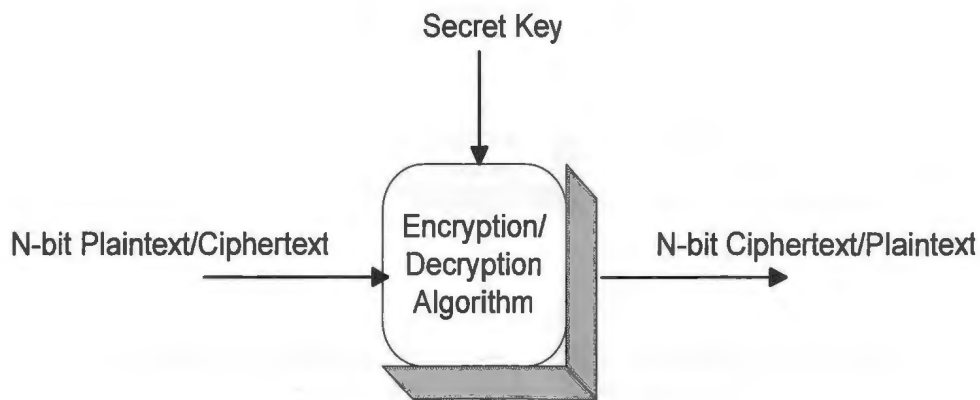 Secret Key
N-bit Plaintext/Ciphertext
Encryption/
Decryption
Algorithm
N-bit Ciphertext/Plaintext